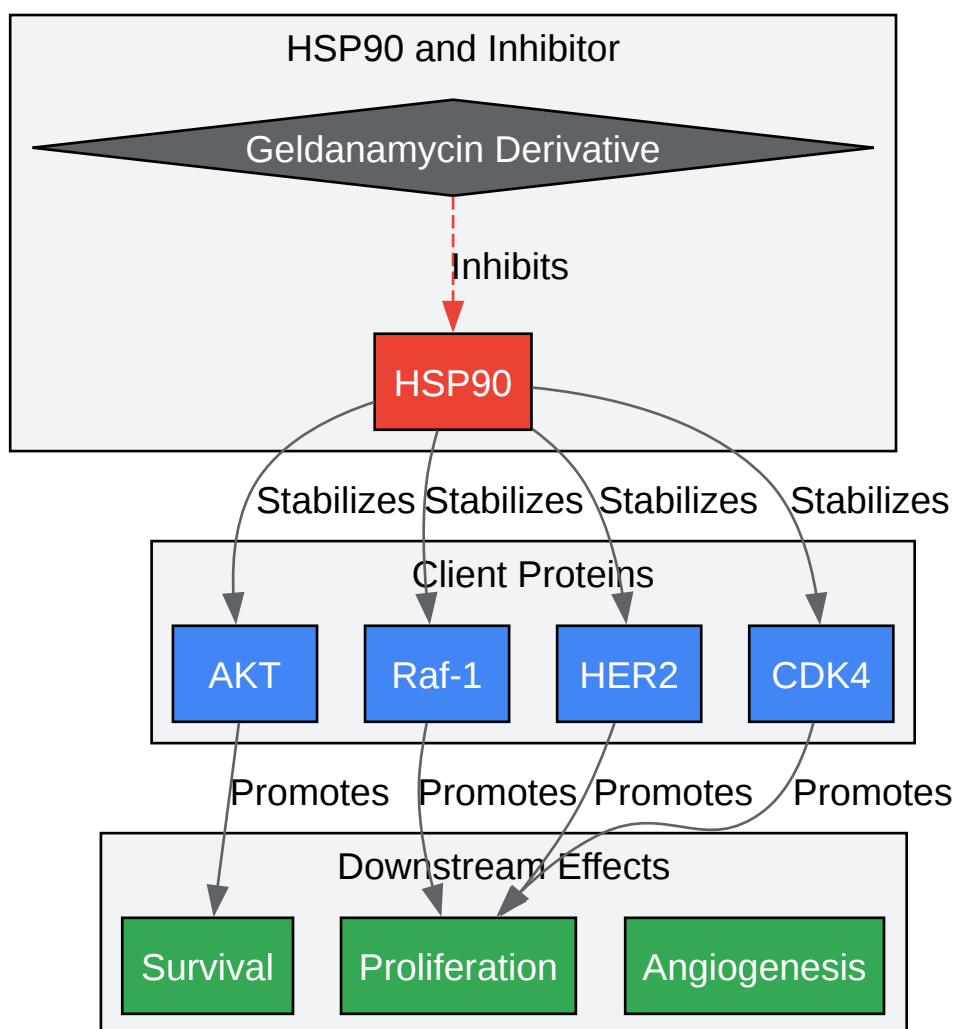 HSP90 and Inhibitor
Geldanamycin Derivative
Inhibits
HSP90
Stabilizes Stabilizes Stabilizes Stabilizes
Client Proteins
AKT Raf-1 HER2 CDK4
Promotes Promotes Promotes Promotes
Downstream Effects
Survival Proliferation Angiogenesis